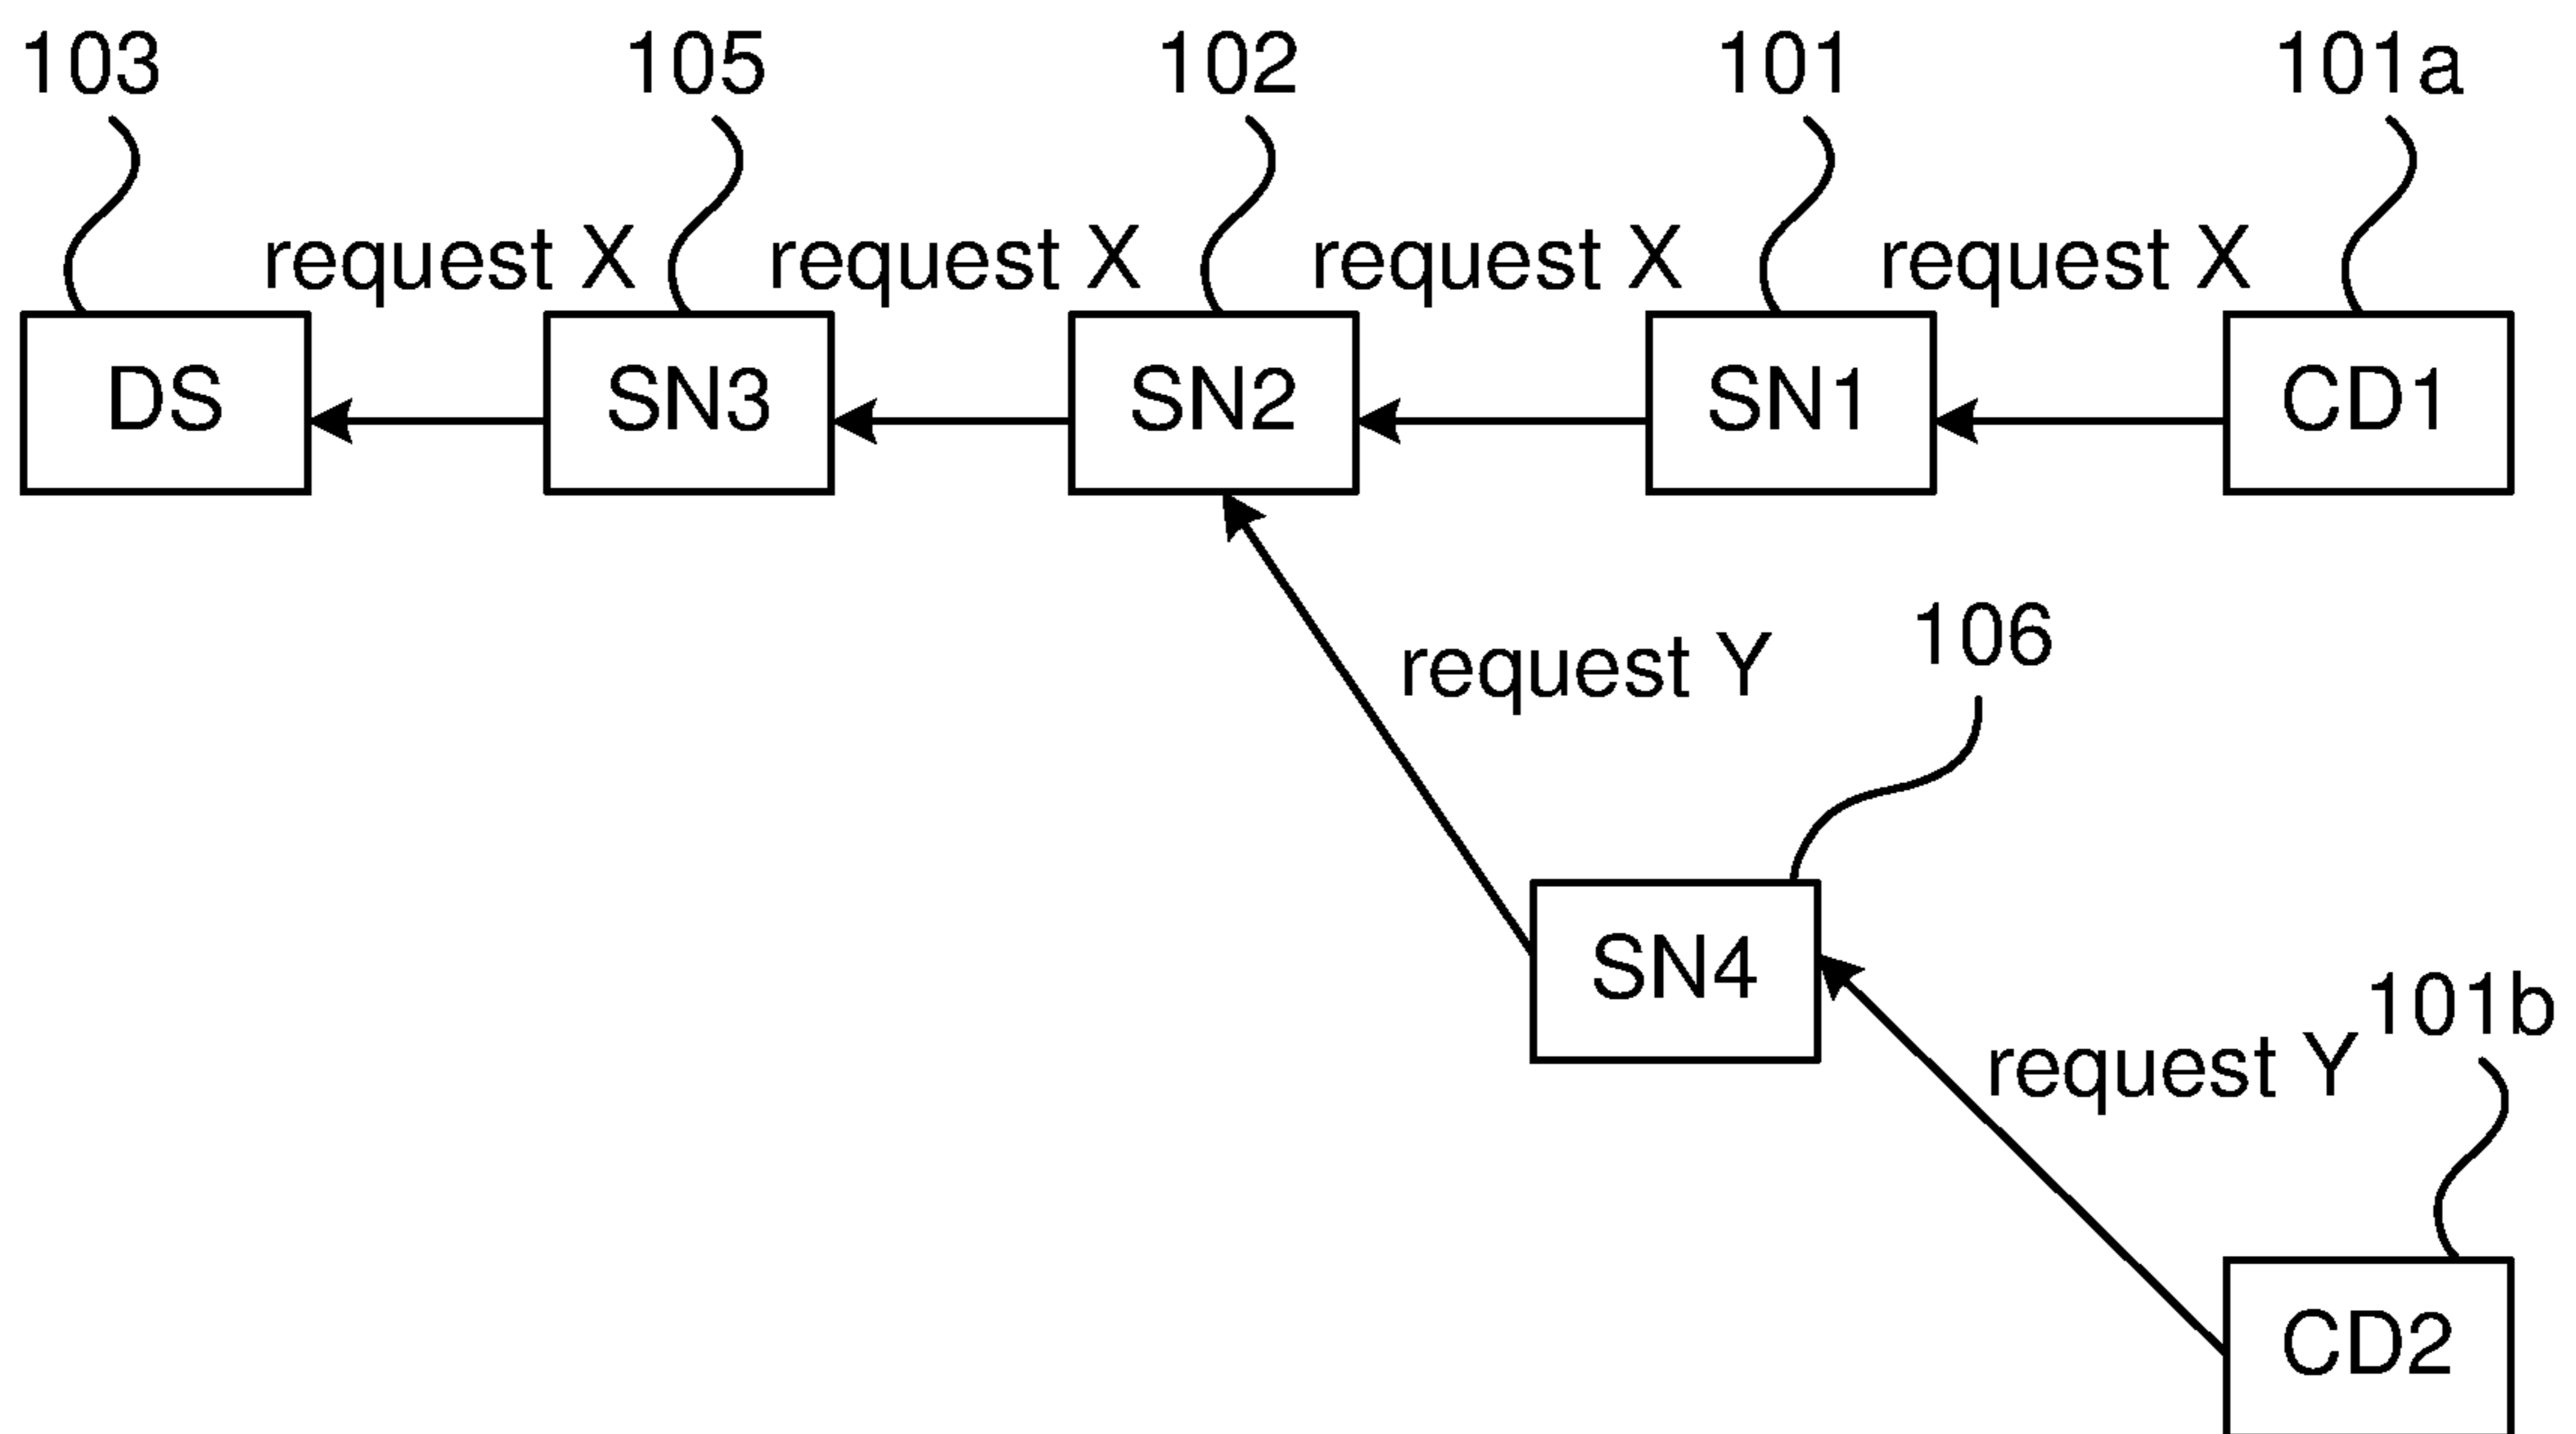 103 105 102 101 101a
request X request X request X request X
DS SN3 SN2 SN1 CD1
request Y 106
SN4
request Y 101b
CD2